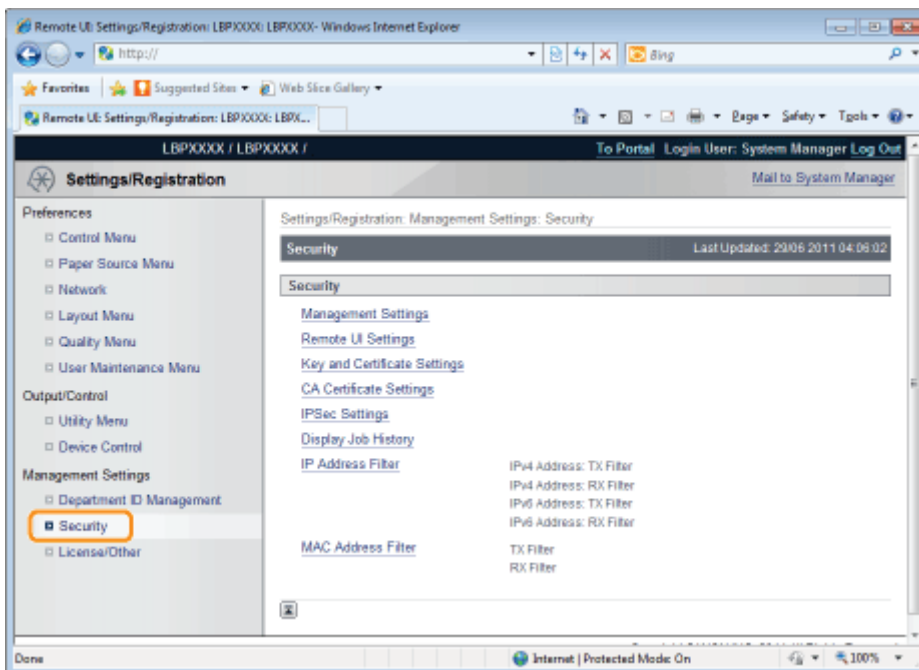 Remote UI: Settings/Registration: LBPXXXX: LBPXXXX- Windows Internet Explorer
http://
Bing
Favorites Suggested Sites Web Slice Gallery
Remote UI: Settings/Registration: LBPXXXX: LBPX...
Page Safety Tools
LBPXXXX / LBPXXXX /
To Portal Login User: System Manager Log Out
Settings/Registration
Mail to System Manager
Preferences
Control Menu
Paper Source Menu
Network
Layout Menu
Quality Menu
User Maintenance Menu
Output/Control
Utility Menu
Device Control
Management Settings
Department ID Management
Security
License/Other
Settings/Registration: Management Settings: Security
Security
Last Updated: 29/06 2011 04:06:02
Security
Management Settings
Remote UI Settings
Key and Certificate Settings
CA Certificate Settings
IPSec Settings
Display Job History
IP Address Filter
IPv4 Address: TX Filter
IPv4 Address: RX Filter
IPv6 Address: TX Filter
IPv6 Address: RX Filter
MAC Address Filter
TX Filter
RX Filter
Done
Internet | Protected Mode: On
100%